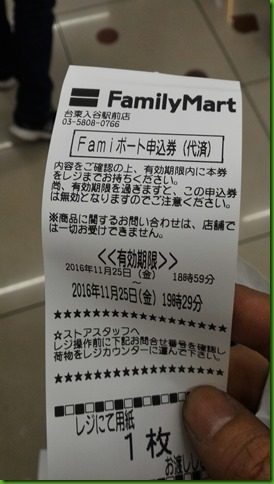 FamilyMart
台東入谷駅前店
03-5808-0766
Famiポート申込券（代済）
内容をご確認の上、有効期限内に本券
をレジまでお持ちください。
尚、有効期限を過ぎますと、この申込券
は無効となりますのでご注意ください。
※商品に関するお問い合わせは、店舗で
は一切お受けできません。
<<有効期限>>
2016年11月25日（金） 18時59分
～
2016年11月25日（金） 19時29分
★☆★☆★☆★☆★☆★☆★☆★☆★☆
☆ストアスタッフへ
レジ操作前に下記お問合せ番号を確認し
荷物をレジカウンターに運んで下さい。
レジにて用紙
1枚
お渡し